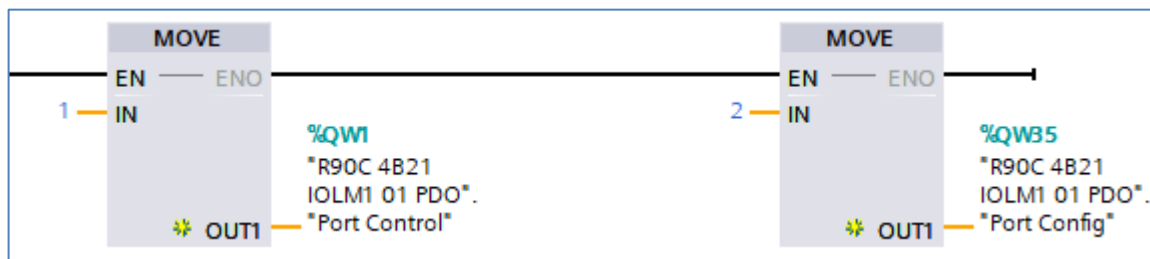 MOVE
EN ENO
1 IN
%QW1
"R90C 4B21
IOLM1 01 PDO".
"Port Control"
OUT1
MOVE
EN ENO
2 IN
%QW35
"R90C 4B21
IOLM1 01 PDO".
"Port Config"
OUT1